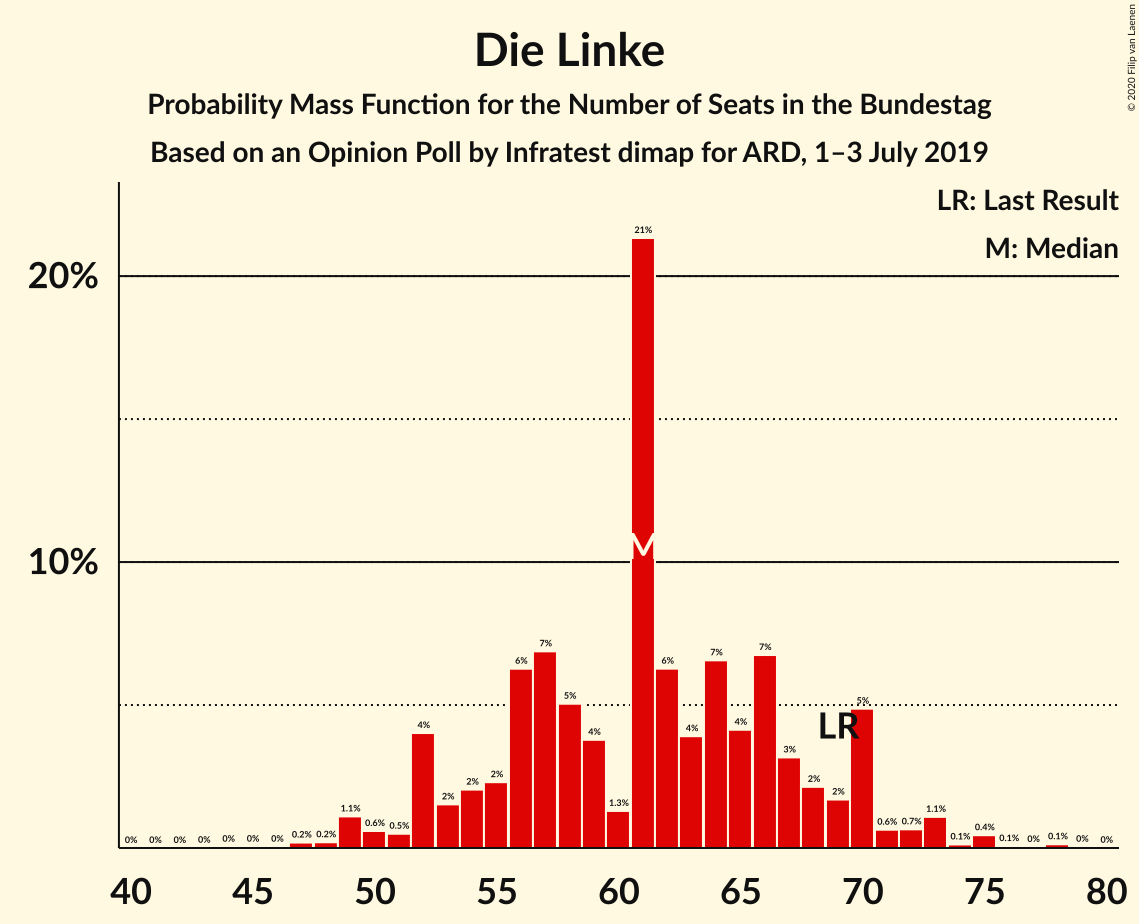 Die Linke
Probability Mass Function for the Number of Seats in the Bundestag
Based on an Opinion Poll by Infratest dimap for ARD, 1–3 July 2019
© 2020 Filip van Laenen
LR: Last Result
M: Median
20%
10%
0% 0% 0% 0% 0% 0% 0% 0.2% 0.2% 1.1% 0.6% 0.5% 4% 2% 2% 2% 6% 7% 5% 4% 1.3% 21% 6% 4% 7% 4% 7% 3% 2% 2% 5% 0.6% 0.7% 1.1% 0.1% 0.4% 0.1% 0% 0.1% 0% 0%
M
LR
40 45 50 55 60 65 70 75 80